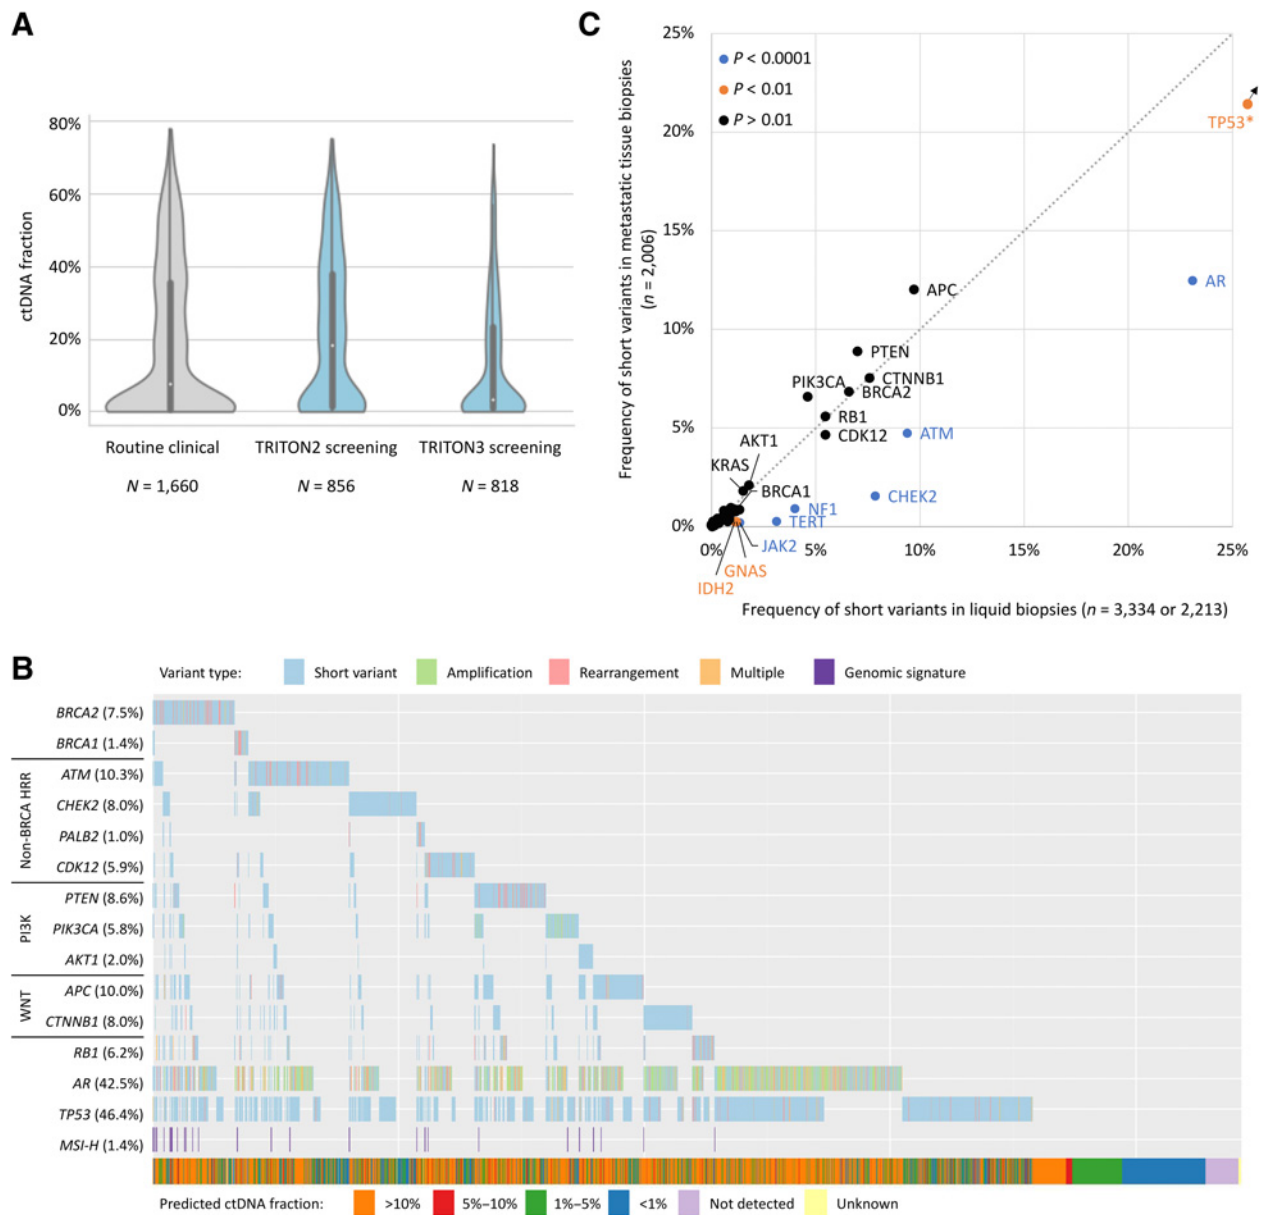 A
80%
60%
40%
20%
0%
ctDNA fraction
Routine clinical
TRITON2 screening
TRITON3 screening
N = 1,660
N = 856
N = 818
C
Frequency of short variants in metastatic tissue biopsies
(n = 2,006)
25%
20%
15%
10%
5%
0%
P < 0.0001
P < 0.01
P > 0.01
TP53*
AR
APC
PTEN
CTNNB1
PIK3CA
BRCA2
RB1
CDK12
ATM
AKT1
KRAS
BRCA1
CHEK2
NF1
TERT
JAK2
GNAS
IDH2
0%
5%
10%
15%
20%
25%
Frequency of short variants in liquid biopsies (n = 3,334 or 2,213)
B
Variant type:
Short variant
Amplification
Rearrangement
Multiple
Genomic signature
BRCA2 (7.5%)
BRCA1 (1.4%)
Non-BRCA HRR
ATM (10.3%)
CHEK2 (8.0%)
PALB2 (1.0%)
CDK12 (5.9%)
PI3K
PTEN (8.6%)
PIK3CA (5.8%)
AKT1 (2.0%)
WNT
APC (10.0%)
CTNNB1 (8.0%)
RB1 (6.2%)
AR (42.5%)
TP53 (46.4%)
MSI-H (1.4%)
Predicted ctDNA fraction:
>10%
5%–10%
1%–5%
<1%
Not detected
Unknown